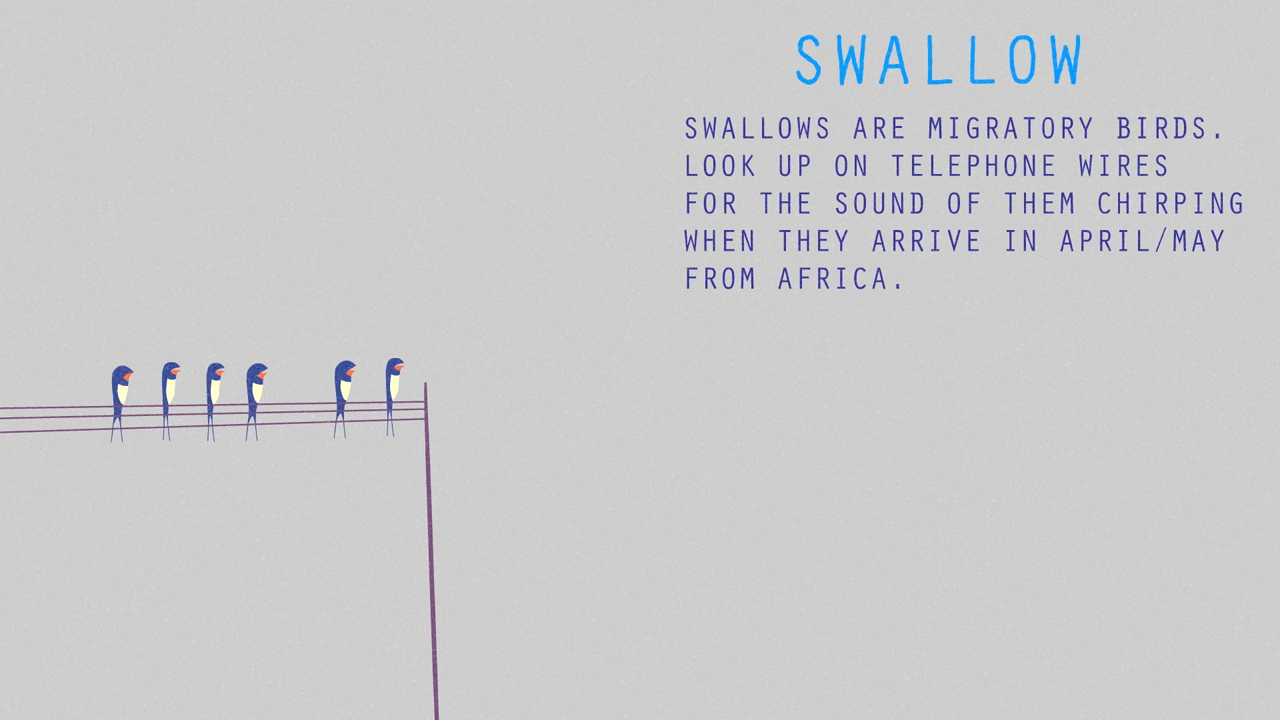 SWALLOW
SWALLOWS ARE MIGRATORY BIRDS.
LOOK UP ON TELEPHONE WIRES
FOR THE SOUND OF THEM CHIRPING
WHEN THEY ARRIVE IN APRIL/MAY
FROM AFRICA.